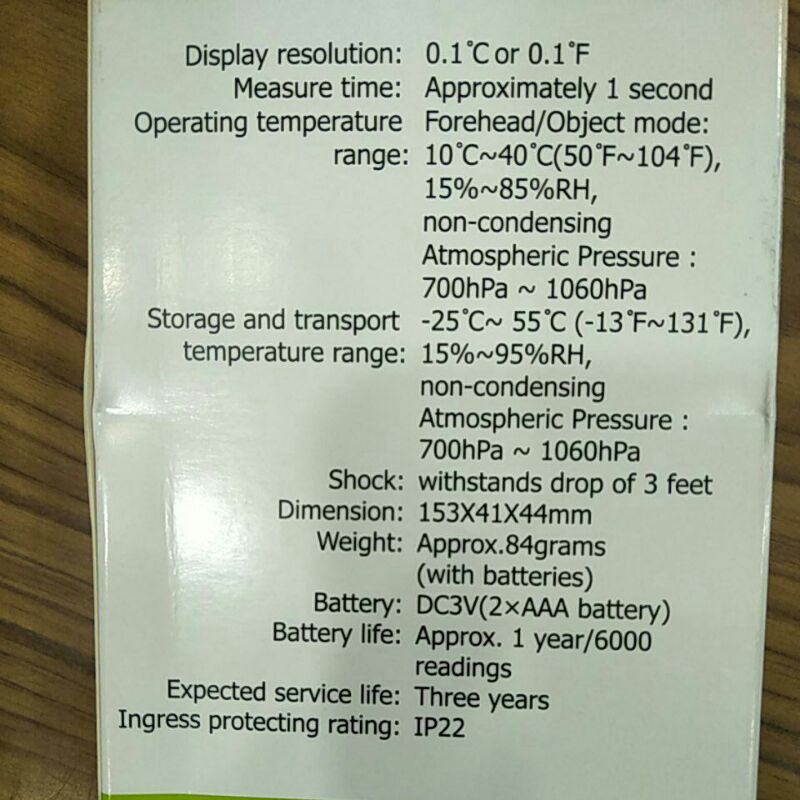 Display resolution: 0.1°C or 0.1°F
Measure time: Approximately 1 second
Operating temperature Forehead/Object mode:
range: 10°C~40°C(50°F~104°F),
15%~85%RH,
non-condensing
Atmospheric Pressure :
700hPa ~ 1060hPa
Storage and transport -25°C~ 55°C (-13°F~131°F),
temperature range: 15%~95%RH,
non-condensing
Atmospheric Pressure :
700hPa ~ 1060hPa
Shock: withstands drop of 3 feet
Dimension: 153X41X44mm
Weight: Approx.84grams
(with batteries)
Battery: DC3V(2×AAA battery)
Battery life: Approx. 1 year/6000
readings
Expected service life: Three years
Ingress protecting rating: IP22